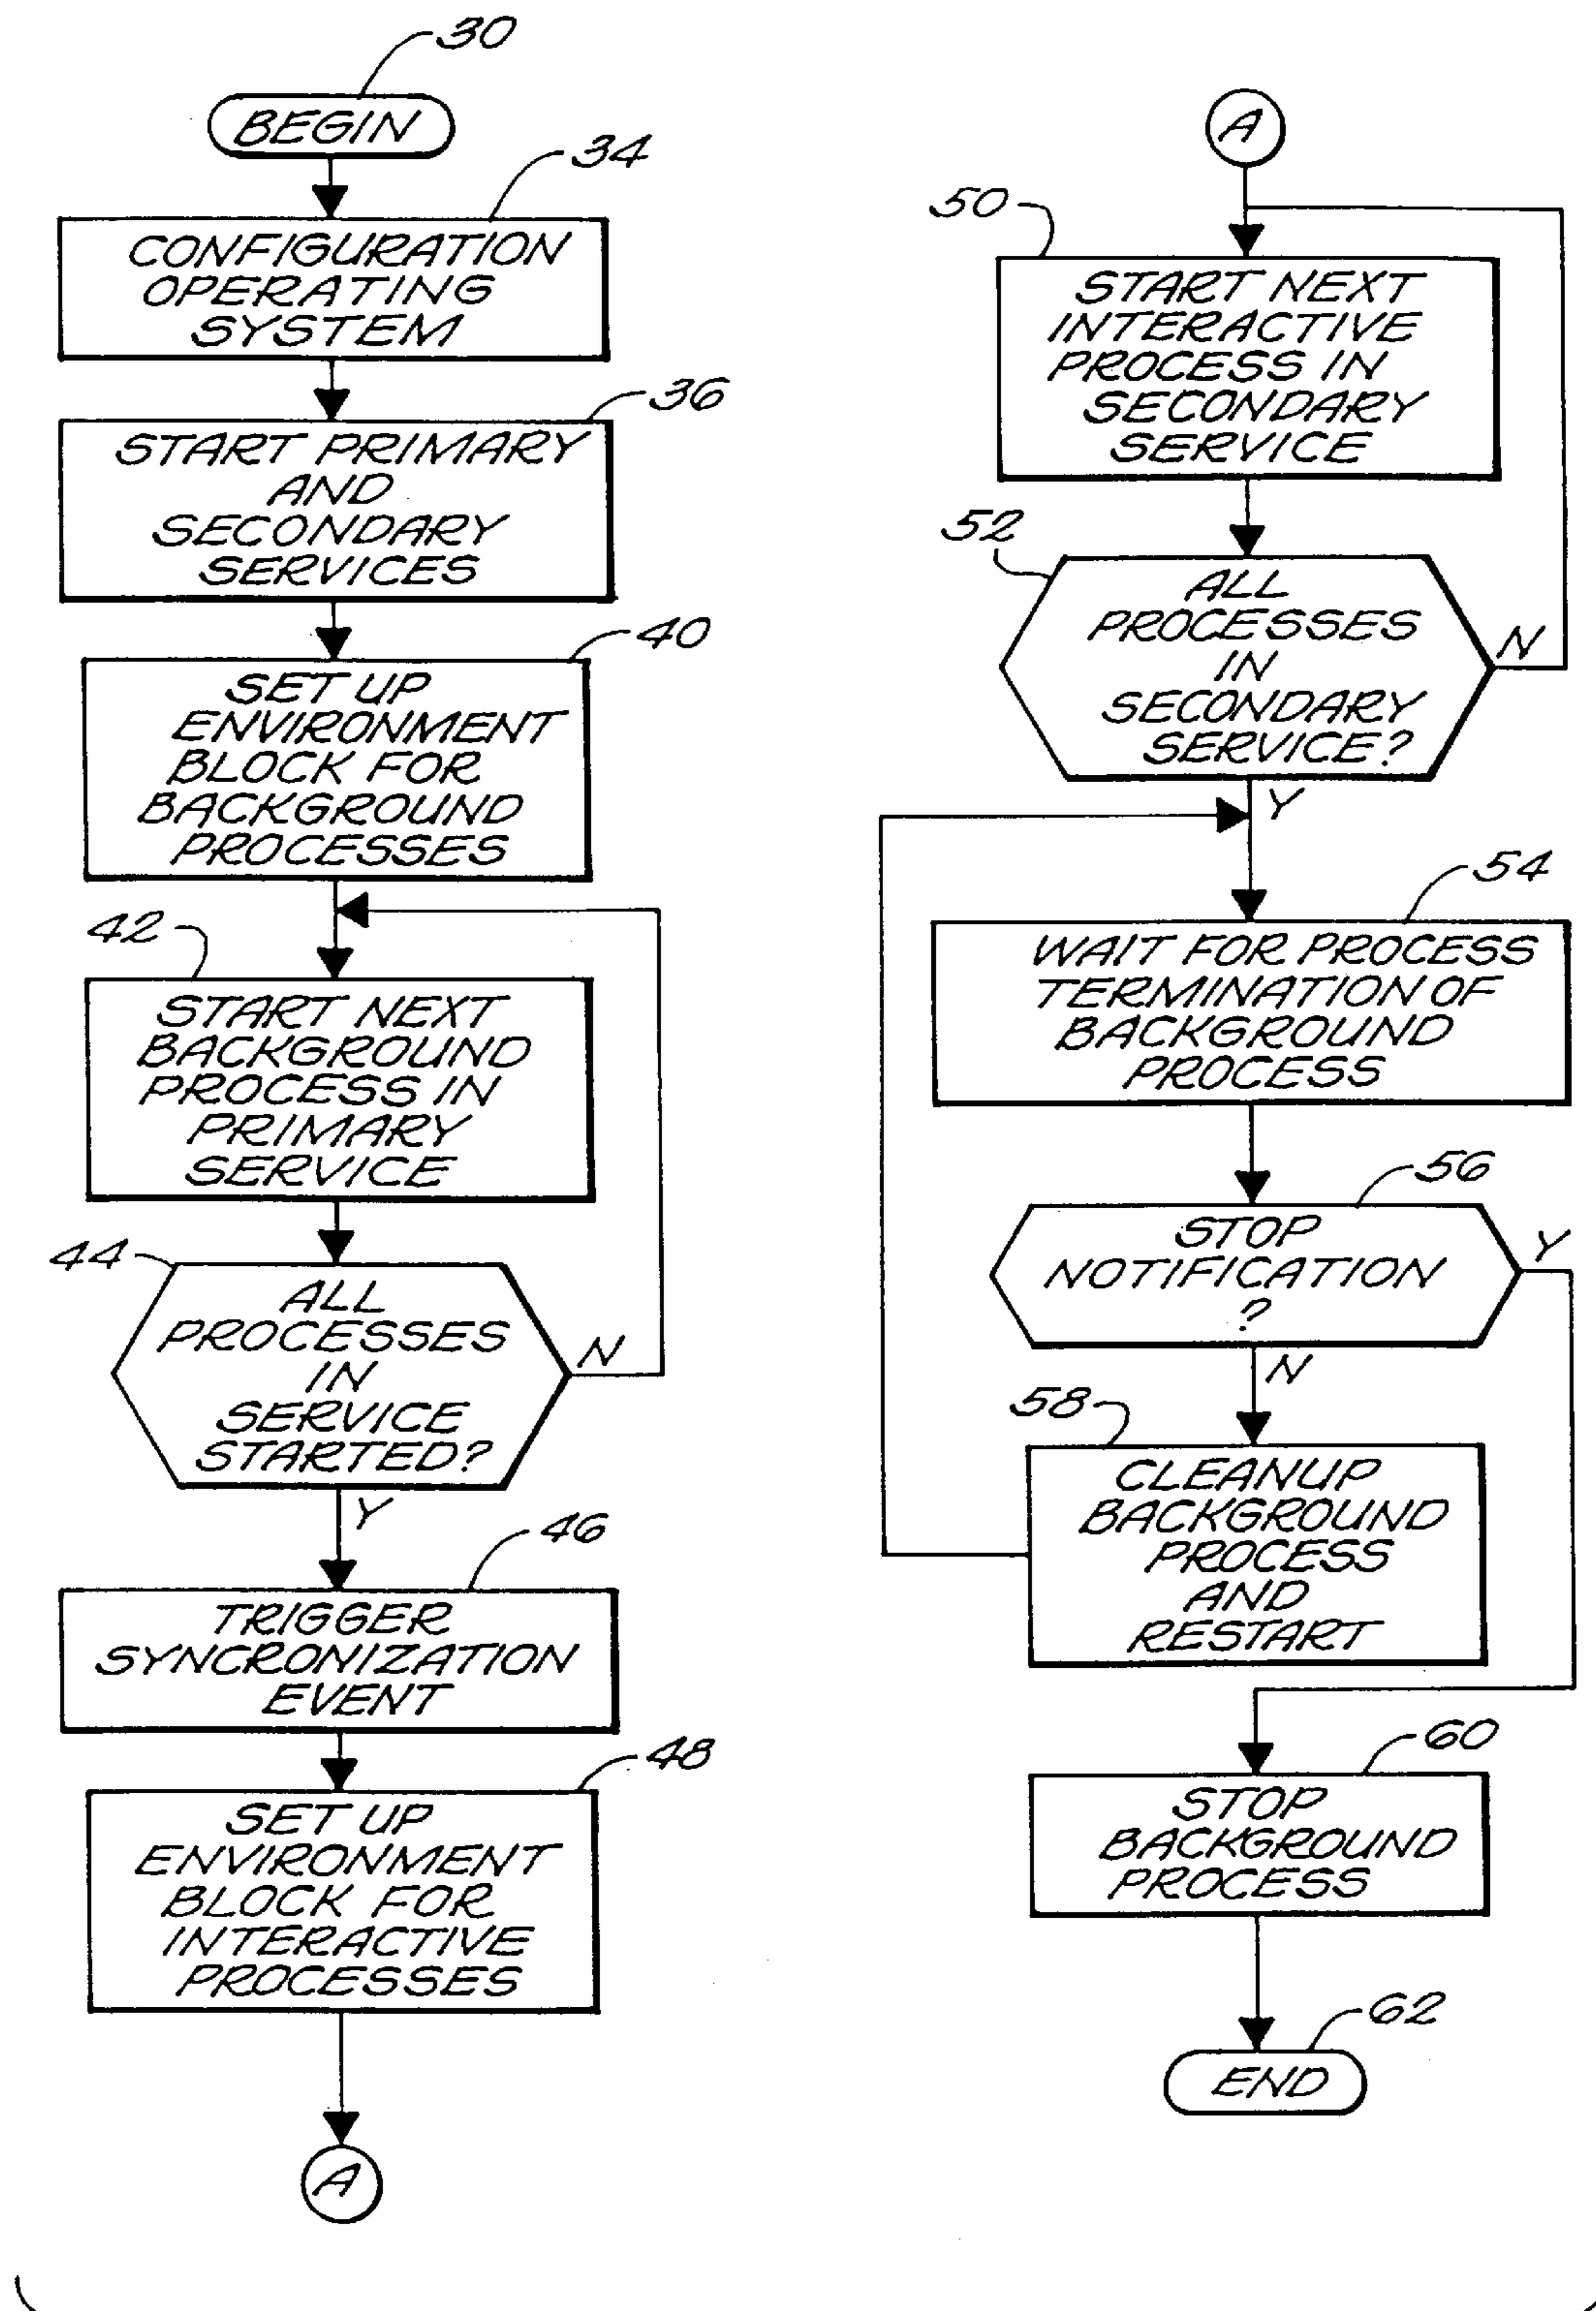 30
BEGIN
34
CONFIGURATION
OPERATING
SYSTEM
36
START PRIMARY
AND
SECONDARY
SERVICES
40
SET UP
ENVIRONMENT
BLOCK FOR
BACKGROUND
PROCESSES
42
START NEXT
BACKGROUND
PROCESS IN
PRIMARY
SERVICE
44
ALL
PROCESSES
IN
SERVICE
STARTED?
N
Y
46
TRIGGER
SYNCRONIZATION
EVENT
48
SET UP
ENVIRONMENT
BLOCK FOR
INTERACTIVE
PROCESSES
A
A
50
START NEXT
INTERACTIVE
PROCESS IN
SECONDARY
SERVICE
52
ALL
PROCESSES
IN
SECONDARY
SERVICE?
N
Y
54
WAIT FOR PROCESS
TERMINATION OF
BACKGROUND
PROCESS
56
STOP
NOTIFICATION
?
Y
N
58
CLEANUP
BACKGROUND
PROCESS
AND
RESTART
60
STOP
BACKGROUND
PROCESS
62
END